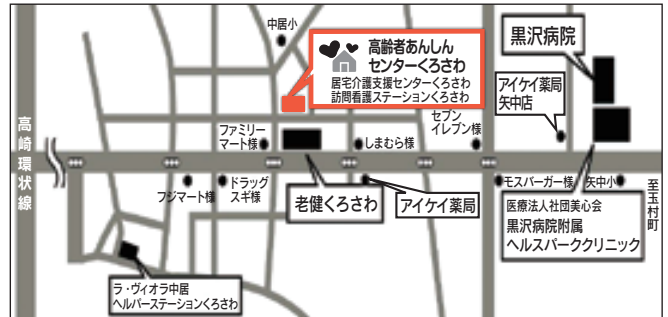 中居小
高齢者あんしん
センターくろさわ
居宅介護支援センターくろさわ
訪問看護ステーションくろさわ
黒沢病院
アイケイ薬局
矢中店
高崎環状線
ファミリー
マート様
しまむら様
セブン
イレブン様
フジマート様
ドラッグ
スギ様
老健くろさわ
アイケイ薬局
モスバーガー様
矢中小
至玉村町
医療法人社団美心会
黒沢病院附属
ヘルスパーククリニック
ラ・ヴィオラ中居
ヘルパーステーションくろさわ